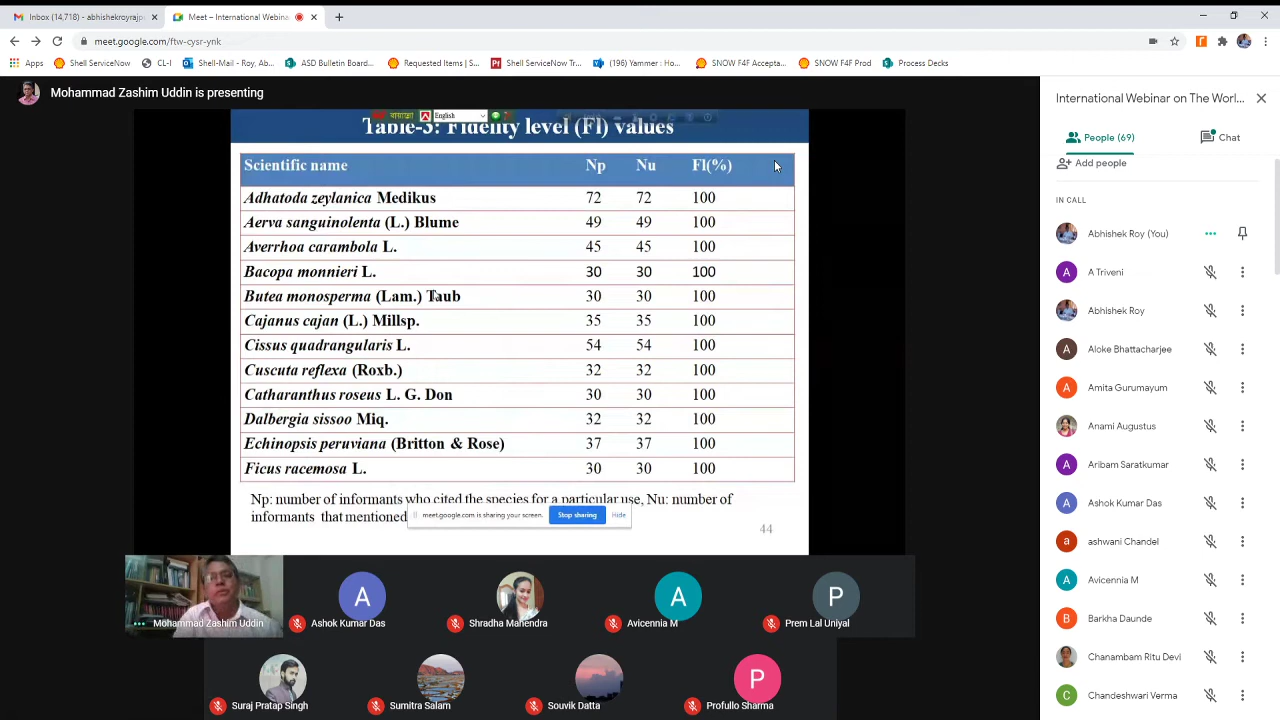 Inbox (14,718) - abhishekroyrajp
Meet – International Webinar
meet.google.com/ftw-cysr-ynk
Apps
Shell ServiceNow
CL-I
Shell-Mail - Roy, Ab...
ASD Bulletin Board...
Requested Items | S...
Shell ServiceNow Tr...
(196) Yammer : Ho...
SNOW F4F Accepta...
SNOW F4F Prod
Process Decks
Mohammad Zashim Uddin is presenting
English
Table-3: Fidelity level (Fl) values
Scientific name Np Nu Fl(%)
Adhatoda zeylanica Medikus 72 72 100
Aerva sanguinolenta (L.) Blume 49 49 100
Averrhoa carambola L. 45 45 100
Bacopa monnieri L. 30 30 100
Butea monosperma (Lam.) Taub 30 30 100
Cajanus cajan (L.) Millsp. 35 35 100
Cissus quadrangularis L. 54 54 100
Cuscuta reflexa (Roxb.) 32 32 100
Catharanthus roseus L. G. Don 30 30 100
Dalbergia sissoo Miq. 32 32 100
Echinopsis peruviana (Britton & Rose) 37 37 100
Ficus racemosa L. 30 30 100
Np: number of informants who cited the species for a particular use, Nu: number of
informants that mentioned
meet.google.com is sharing your screen. Stop sharing Hide
44
Mohammad Zashim Uddin
A
Ashok Kumar Das
Shradha Mahendra
A
Avicennia M
P
Prem Lal Uniyal
Suraj Pratap Singh
Sumitra Salam
Souvik Datta
P
Profullo Sharma
International Webinar on The Worl...
People (69)
Chat
Add people
IN CALL
Abhishek Roy (You)
A A Triveni
Abhishek Roy
A Aloke Bhattacharjee
A Amita Gurumayum
Anami Augustus
A Aribam Saratkumar
A Ashok Kumar Das
a ashwani Chandel
A Avicennia M
B Barkha Daunde
Chanambam Ritu Devi
C Chandeshwari Verma